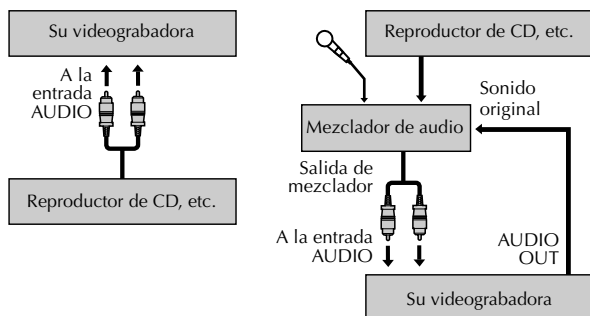 Su videograbadora
A la
entrada
AUDIO
Reproductor de CD, etc.
Reproductor de CD, etc.
Sonido
original
Mezclador de audio
Salida de
mezclador
A la entrada
AUDIO
AUDIO
OUT
Su videograbadora